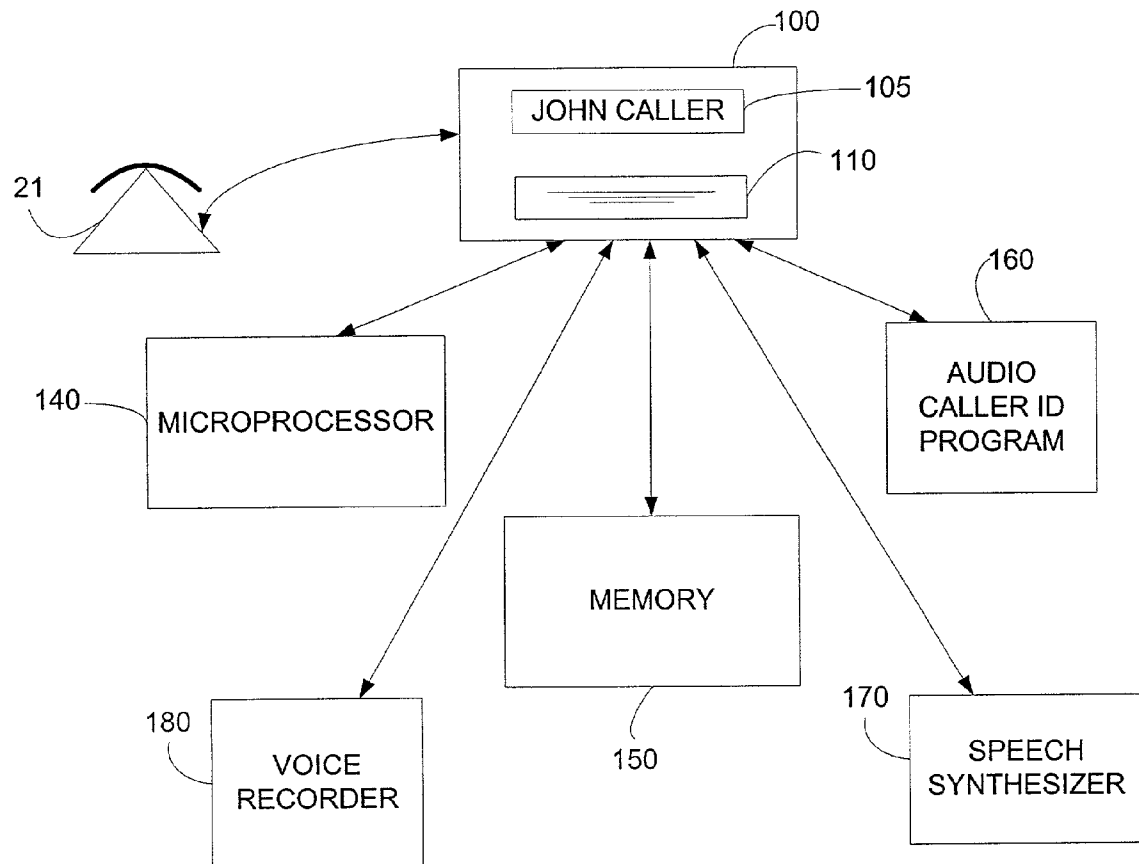 100
JOHN CALLER
105
110
21
160
AUDIO
CALLER ID
PROGRAM
140
MICROPROCESSOR
MEMORY
150
180
VOICE
RECORDER
170
SPEECH
SYNTHESIZER